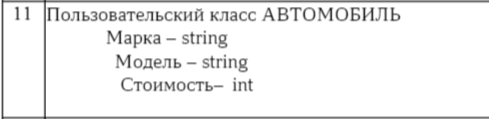 11 Пользовательский класс АВТОМОБИЛЬ
Марка – string
Модель – string
Стоимость– int